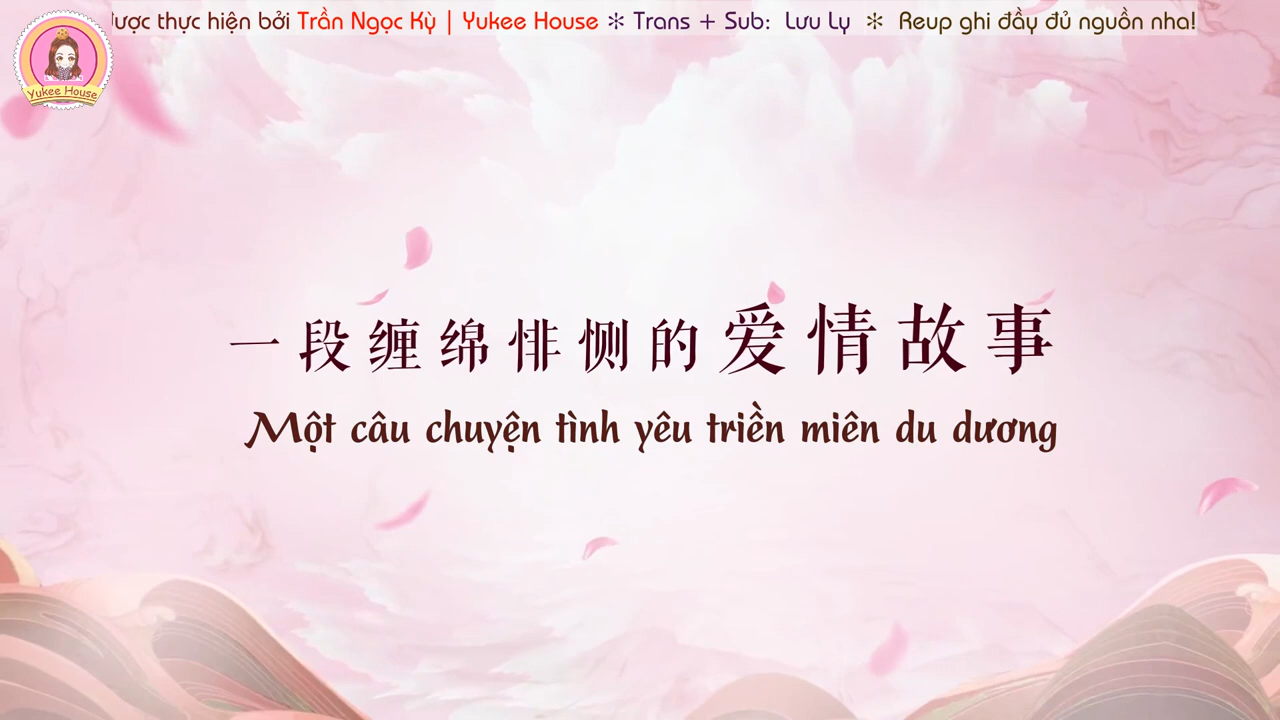 được thực hiện bởi Trần Ngọc Kỳ | Yukee House ✻ Trans + Sub: Lưu Ly ✻ Reup ghi đầy đủ nguồn nha!
Yukee House
一段缠绵悱恻的爱情故事
Một câu chuyện tình yêu triền miên du dương